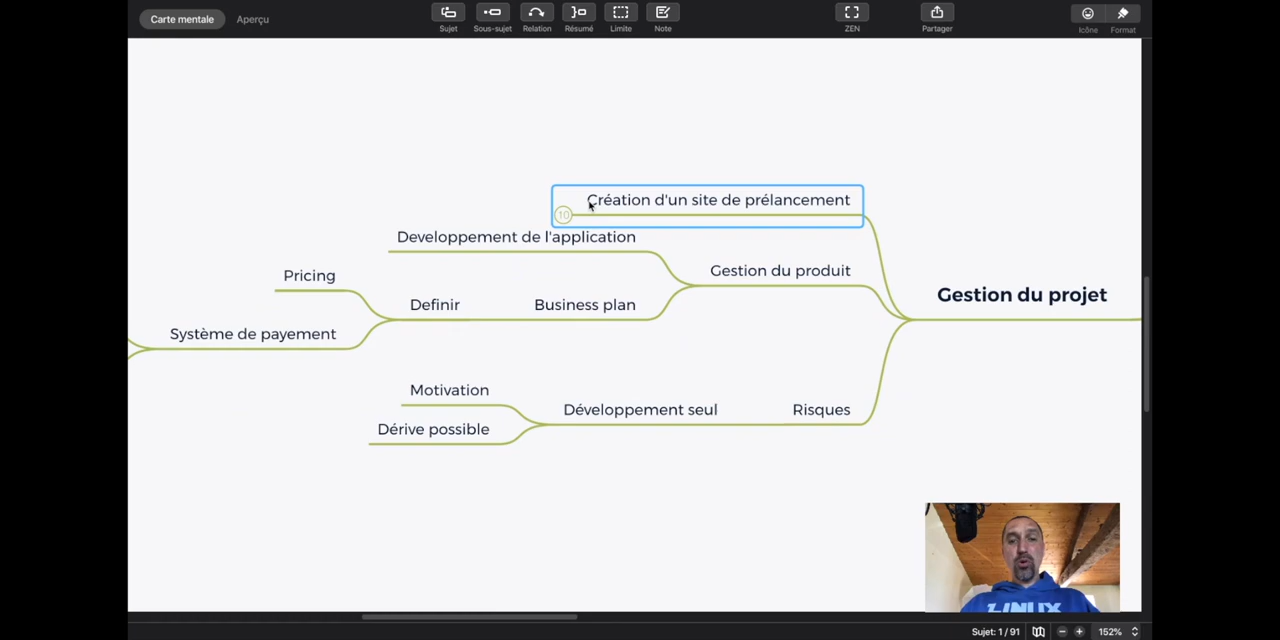 Carte mentale
Aperçu
Sujet
Sous-sujet
Relation
Résumé
Limite
Note
ZEN
Partager
Icône
Format
Création d'un site de prélancement
10
Developpement de l'application
Gestion du produit
Pricing
Definir
Business plan
Gestion du projet
Système de payement
Motivation
Développement seul
Risques
Dérive possible
LINUX
Sujet: 1 / 91
152%